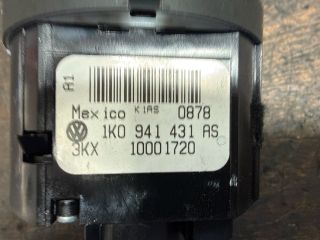 A1
Mexico K1AS 0878
1K0 941 431 AS
3KX 10001720